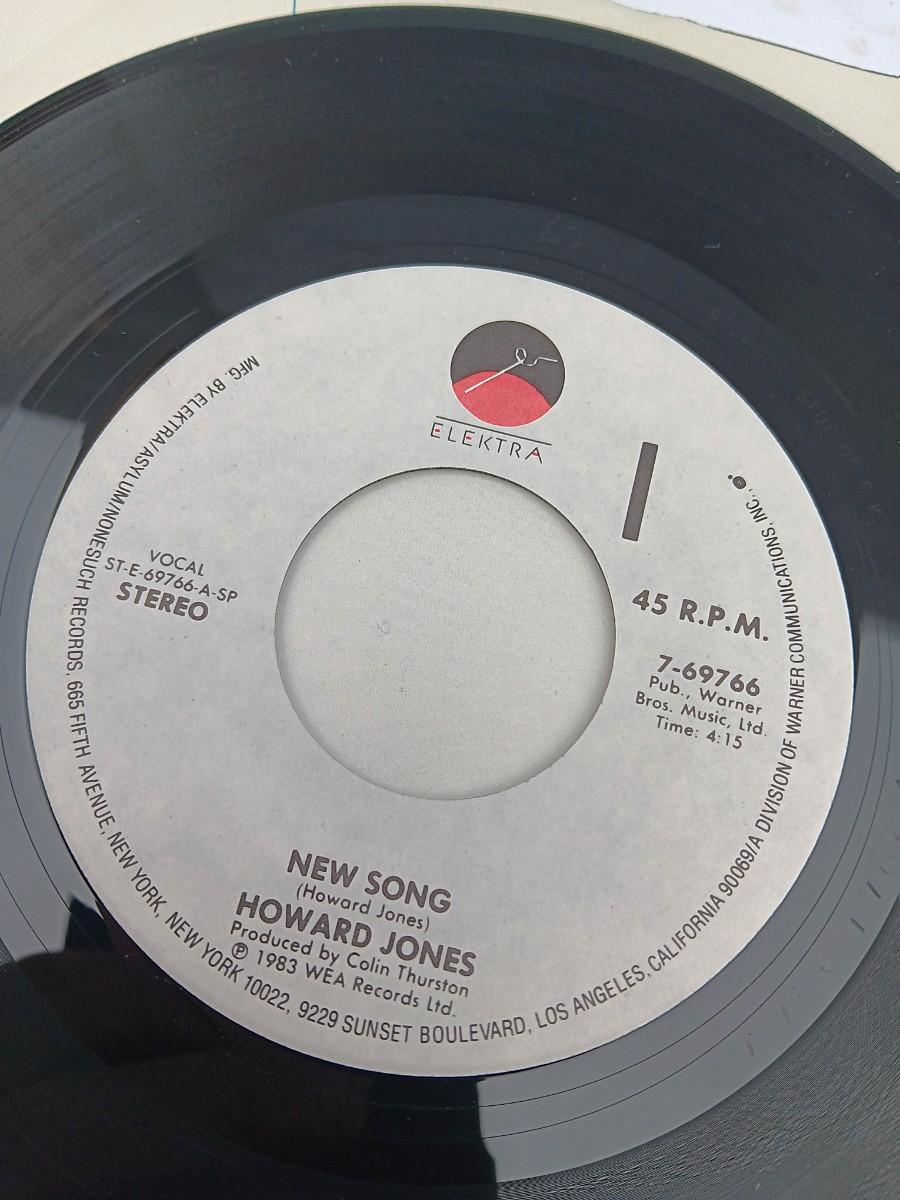 ELEKTRA
VOCAL
ST-E-69766-A-SP
STEREO
45 R.P.M.
7-69766
Pub., Warner
Bros. Music, Ltd.
Time: 4:15
NEW SONG
(Howard Jones)
HOWARD JONES
Produced by Colin Thurston
℗ 1983 WEA Records Ltd.
MFG. BY ELEKTRA/ASYLUM/NONESUCH RECORDS, 665 FIFTH AVENUE, NEW YORK, NEW YORK 10022, 9229 SUNSET BOULEVARD, LOS ANGELES, CALIFORNIA 90069/A DIVISION OF WARNER COMMUNICATIONS, INC.,